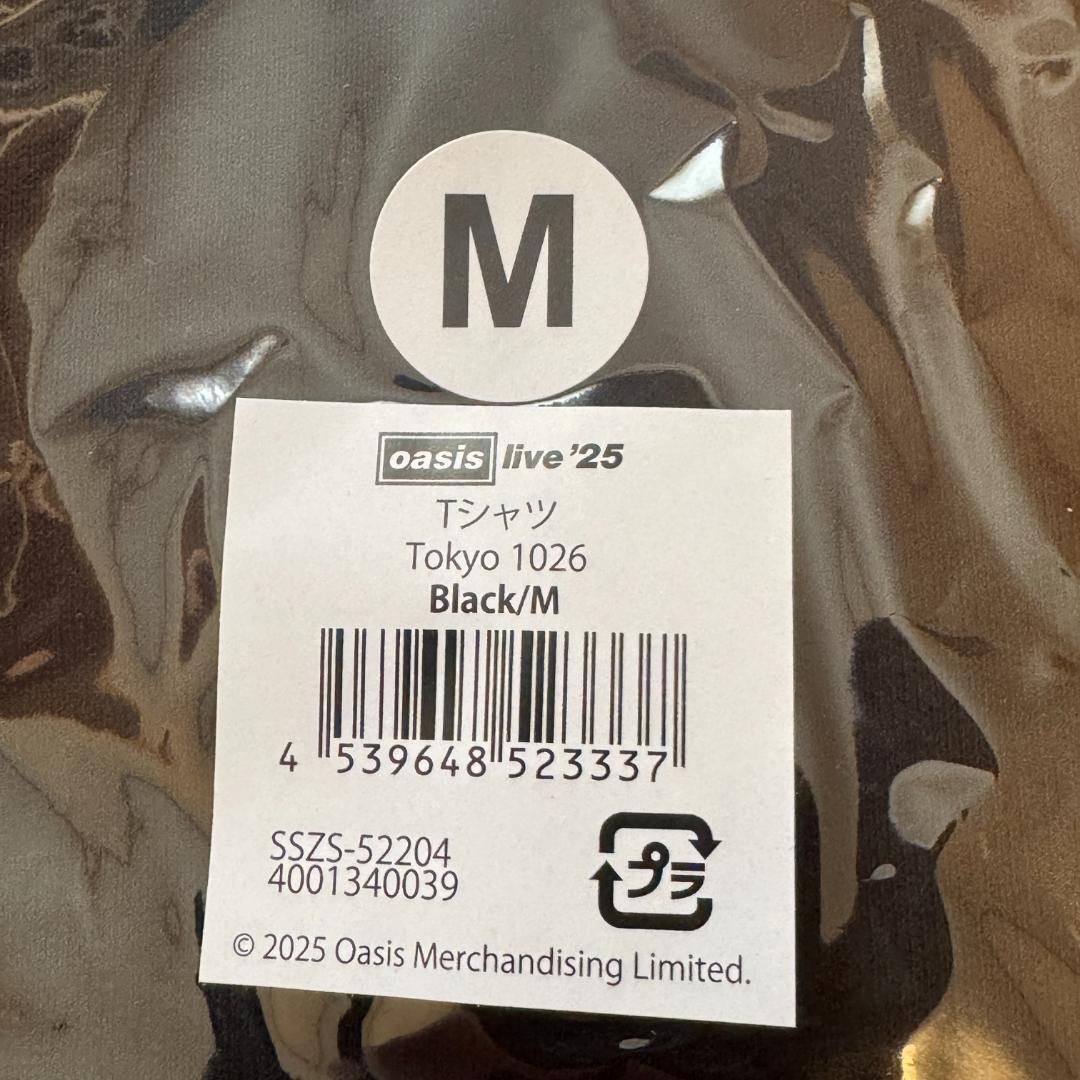 M
oasis live '25
Tシャツ
Tokyo 1026
Black/M
4 539648 523337
SSZS-52204
4001340039
プラ
© 2025 Oasis Merchandising Limited.